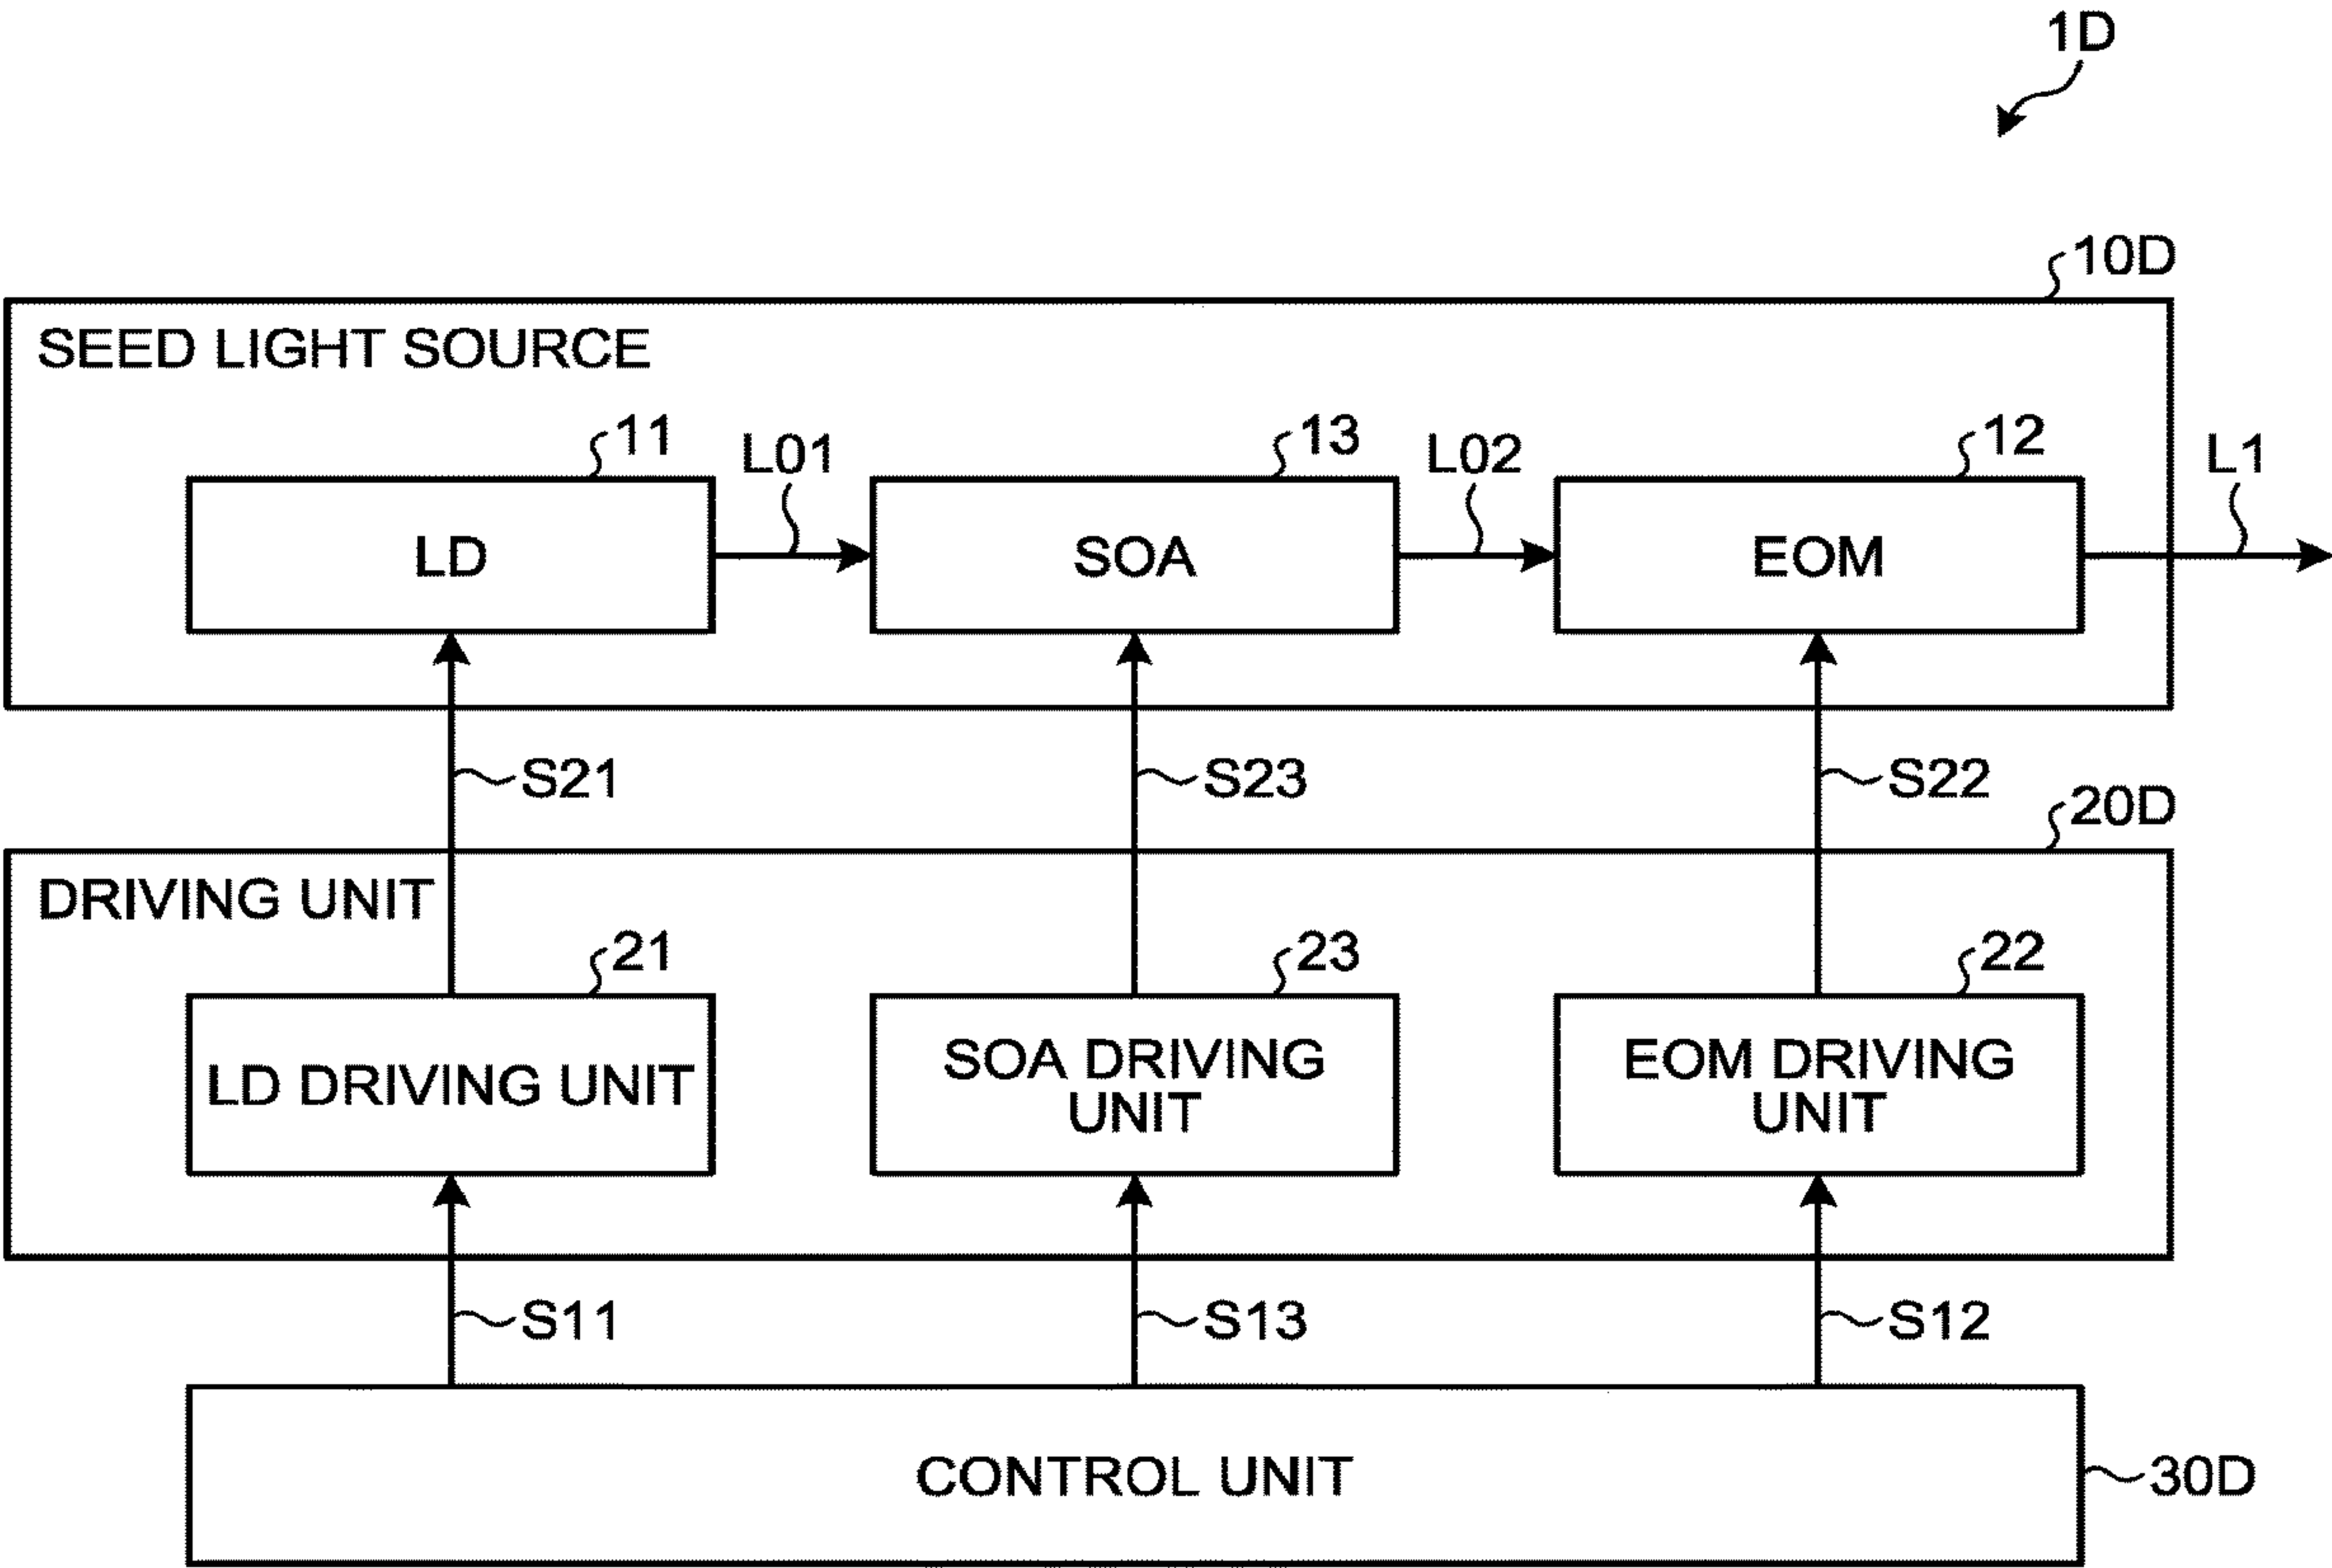 1D
10D
SEED LIGHT SOURCE
11
L01
13
L02
12
L1
LD
SOA
EOM
S21
S23
S22
20D
DRIVING UNIT
21
23
22
LD DRIVING UNIT
SOA DRIVING
UNIT
EOM DRIVING
UNIT
S11
S13
S12
CONTROL UNIT
30D